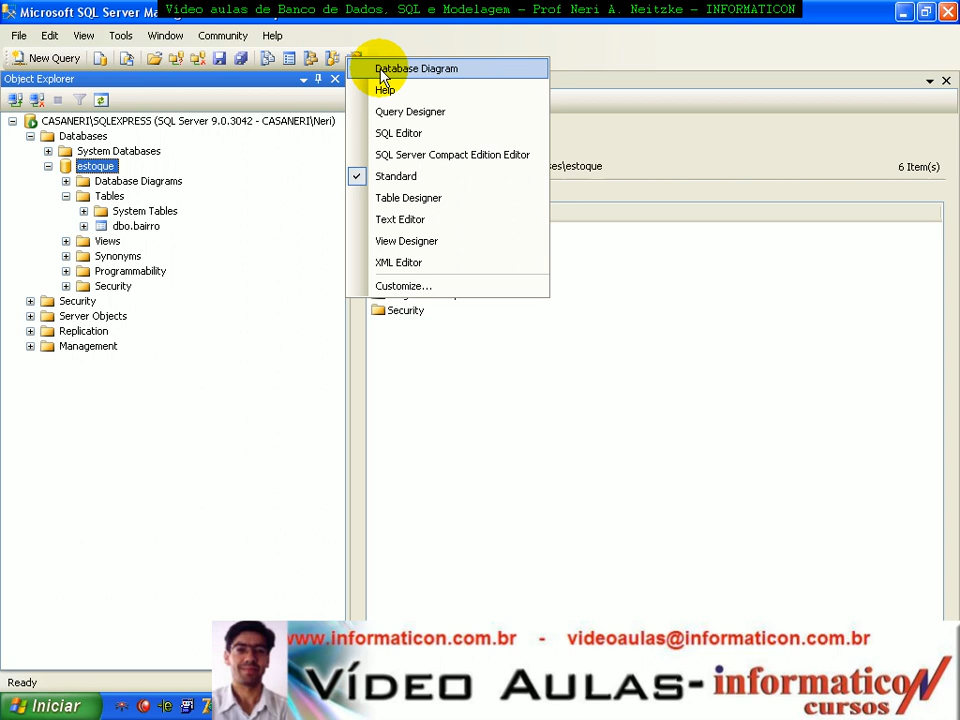 Microsoft SQL Server Ma
Vídeo aulas de Banco de Dados, SQL e Modelagem – Prof Neri A. Neitzke – INFORMATICON
File Edit View Tools Window Community Help
New Query
Object Explorer
CASANERI\SQLEXPRESS (SQL Server 9.0.3042 - CASANERI\Neri)
Databases
System Databases
estoque
Database Diagrams
Tables
System Tables
dbo.bairro
Views
Synonyms
Programmability
Security
Security
Server Objects
Replication
Management
Database Diagram
Help
Query Designer
SQL Editor
SQL Server Compact Edition Editor
Standard
Table Designer
Text Editor
View Designer
XML Editor
Customize...
es\estoque
6 Item(s)
Security
www.informaticon.com.br - videoaulas@informaticon.com.br
Vídeo Aulas-informaticon
cursos
Ready
Iniciar